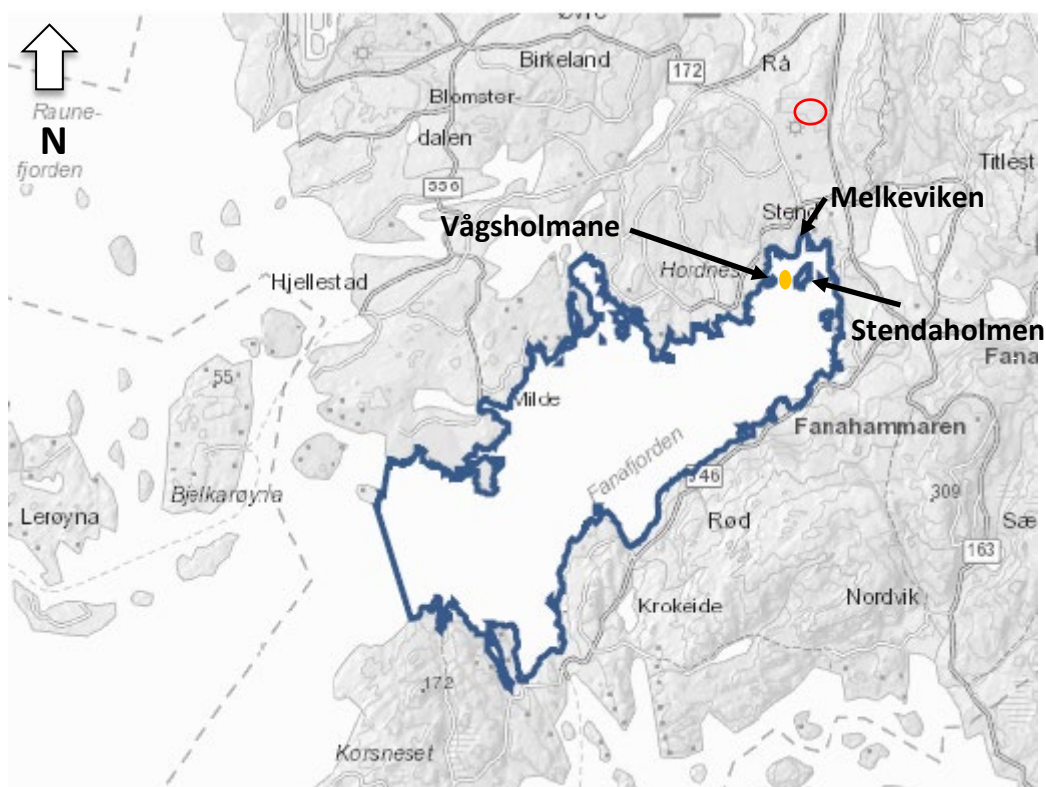 Birkeland
172
Rå
Blomster-
Raune-
N
dalen
fjorden
556
Titlest
Melkeviken
Stend
Vågsholmane
Hordnes
Hjellestad
Stendaholmen
Fana
55
Milde
Fanahammaren
Fanafjorden
546
Bjelkarøyna
309
Lerøyna
Rød
Sæ
163
Krokeide
Nordvik
172
Korsneset